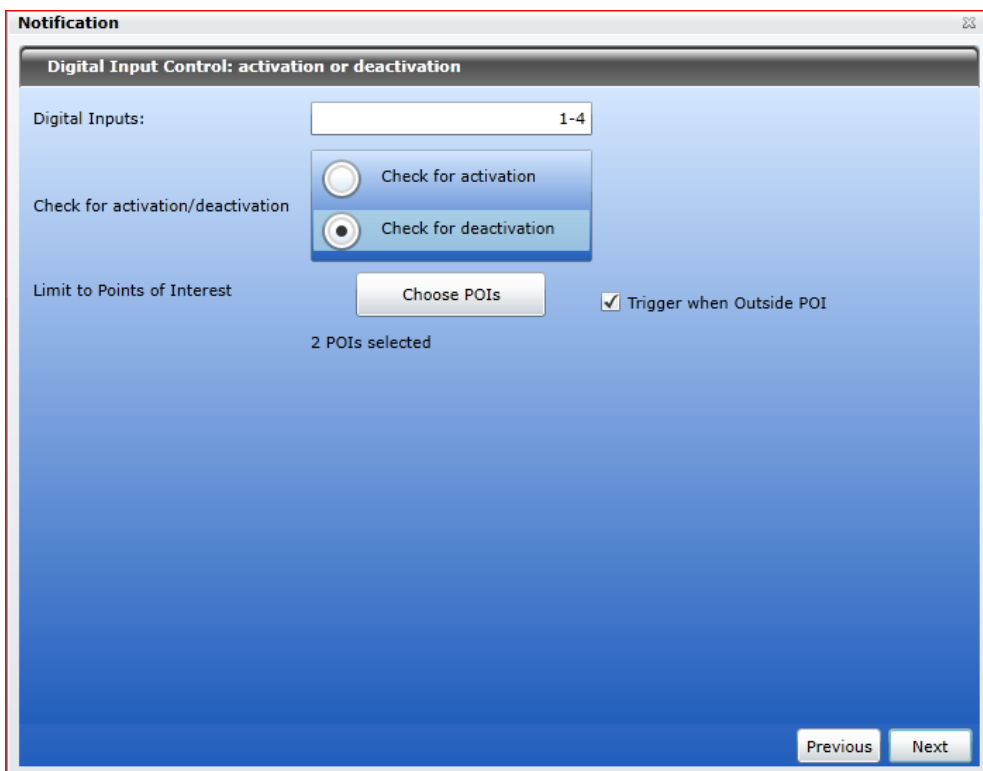 Notification
Digital Input Control: activation or deactivation
Digital Inputs:
1-4
Check for activation
Check for activation/deactivation
Check for deactivation
Limit to Points of Interest
Choose POIs
Trigger when Outside POI
2 POIs selected
Previous
Next